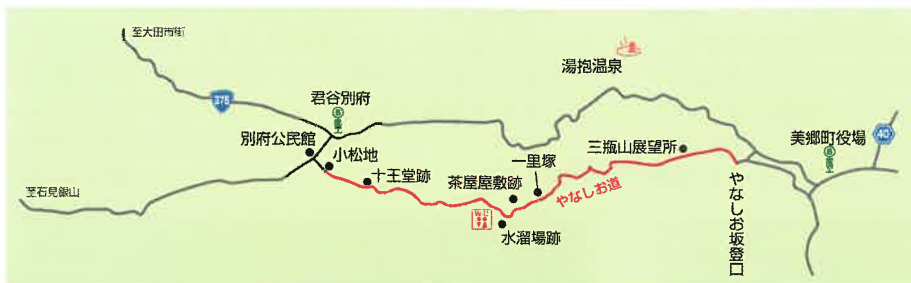 至大田市街
375
湯抱温泉
君谷別府
別府公民館
小松地
十王堂跡
至石見銀山
茶屋屋敷跡
一里塚
三瓶山展望所
美郷町役場
40
やなしお道
水溜場跡
やなしお坂登口